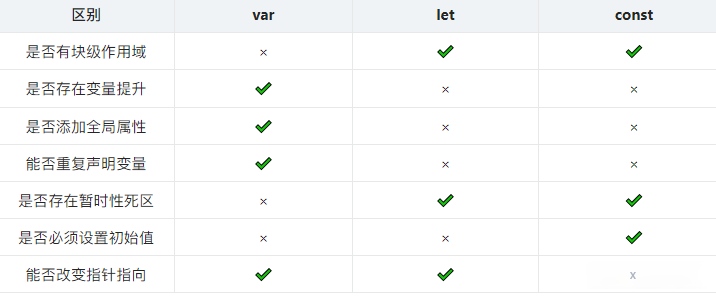 区别 var let const
是否有块级作用域 × ✔ ✔
是否存在变量提升 ✔ × ×
是否添加全局属性 ✔ × ×
能否重复声明变量 ✔ × ×
是否存在暂时性死区 × ✔ ✔
是否必须设置初始值 × × ✔
能否改变指针指向 ✔ ✔ x